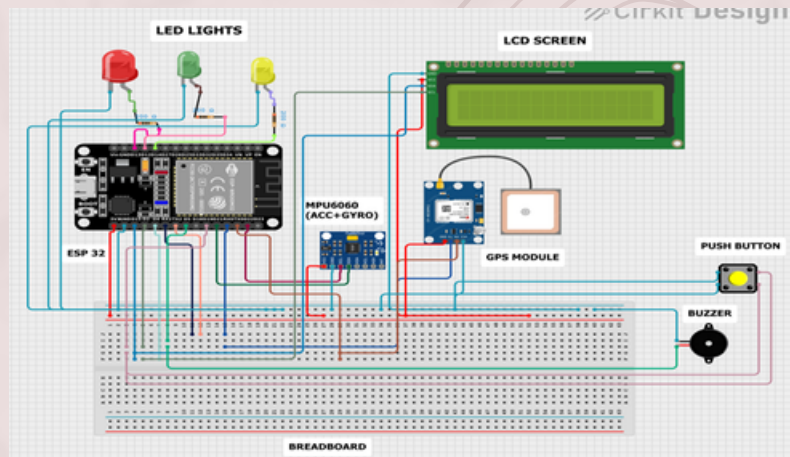 Cirkit Design
LED LIGHTS
LCD SCREEN
MPU6060
(ACC+GYRO)
ESP 32
GPS MODULE
PUSH BUTTON
BUZZER
BREADBOARD